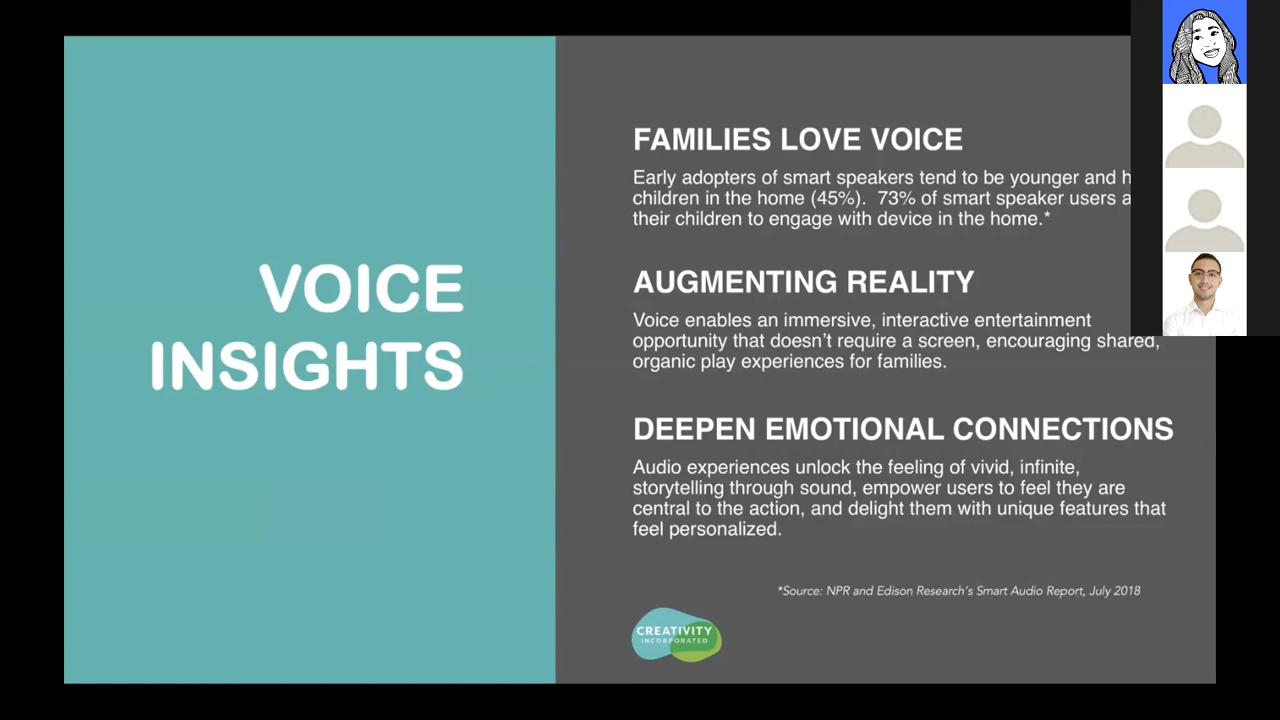 VOICE
INSIGHTS
FAMILIES LOVE VOICE
Early adopters of smart speakers tend to be younger and
children in the home (45%).  73% of smart speaker users
their children to engage with device in the home.*
AUGMENTING REALITY
Voice enables an immersive, interactive entertainment
opportunity that doesn’t require a screen, encouraging shared,
organic play experiences for families.
DEEPEN EMOTIONAL CONNECTIONS
Audio experiences unlock the feeling of vivid, infinite,
storytelling through sound, empower users to feel they are
central to the action, and delight them with unique features that
feel personalized.
*Source: NPR and Edison Research’s Smart Audio Report, July 2018
CREATIVITY
INCORPORATED